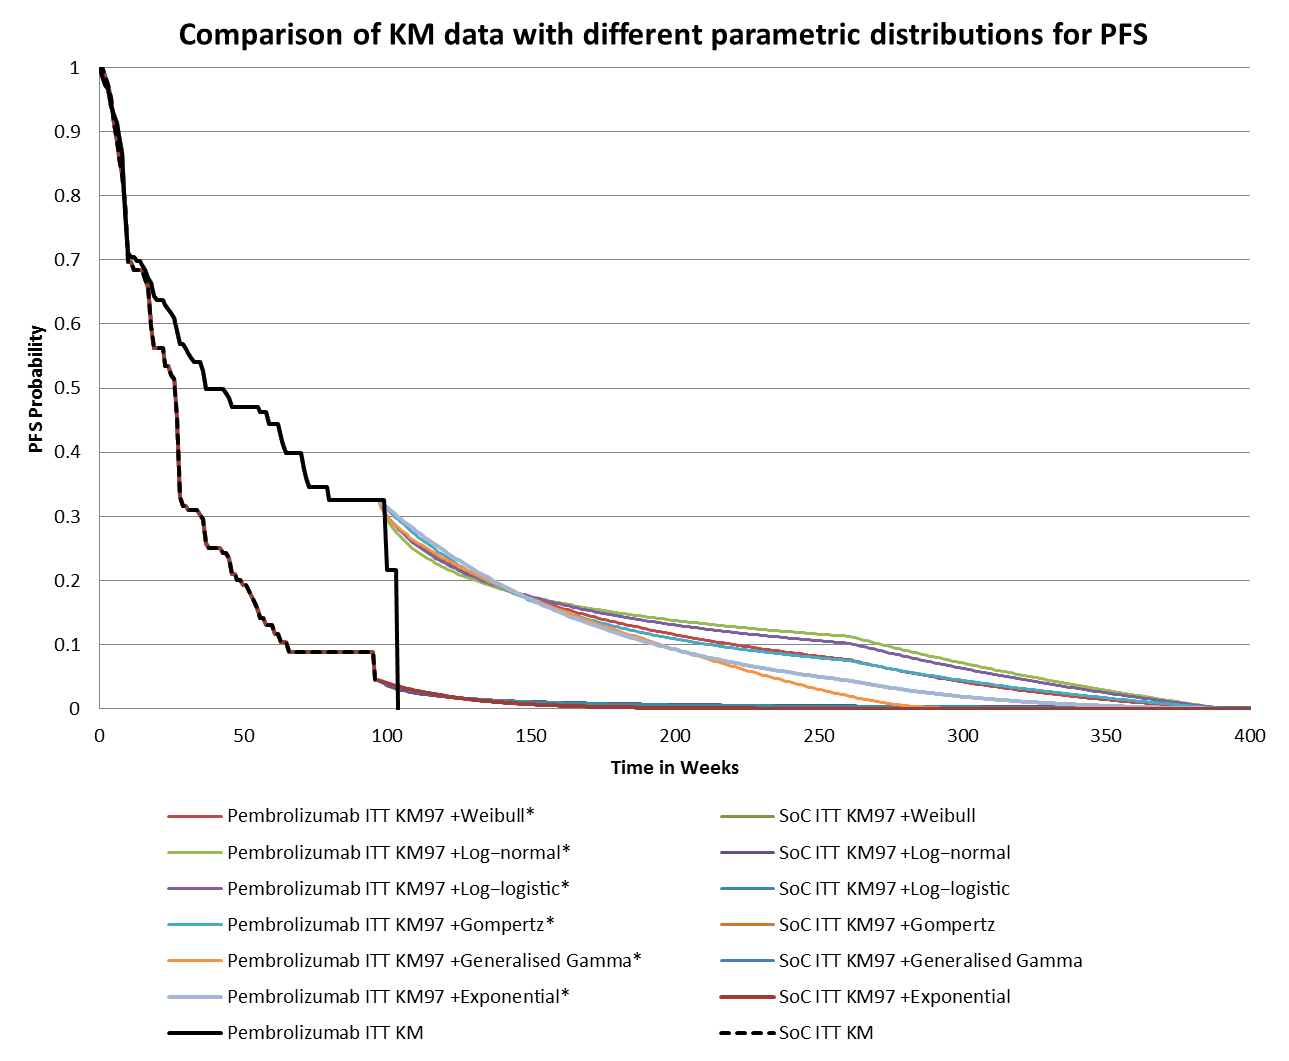 Comparison of KM data with different parametric distributions for PFS
1
0.9
0.8
0.7
0.6
0.5
0.4
0.3
0.2
0.1
0
PFS Probability
0 50 100 150 200 250 300 350 400
Time in Weeks
Pembrolizumab ITT KM97 +Weibull* SoC ITT KM97 +Weibull
Pembrolizumab ITT KM97 +Log−normal* SoC ITT KM97 +Log−normal
Pembrolizumab ITT KM97 +Log−logistic* SoC ITT KM97 +Log−logistic
Pembrolizumab ITT KM97 +Gompertz* SoC ITT KM97 +Gompertz
Pembrolizumab ITT KM97 +Generalised Gamma* SoC ITT KM97 +Generalised Gamma
Pembrolizumab ITT KM97 +Exponential* SoC ITT KM97 +Exponential
Pembrolizumab ITT KM SoC ITT KM